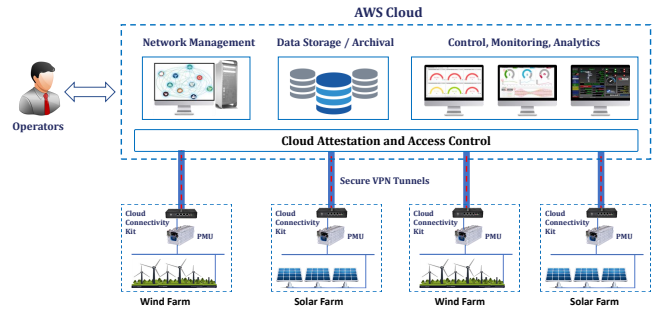 AWS Cloud
Network Management
Data Storage / Archival
Control, Monitoring, Analytics
Operators
Cloud Attestation and Access Control
Secure VPN Tunnels
Cloud
Connectivity
Kit
PMU
Cloud
Connectivity
Kit
PMU
Cloud
Connectivity
Kit
PMU
Cloud
Connectivity
Kit
PMU
Wind Farm
Solar Farm
Wind Farm
Solar Farm